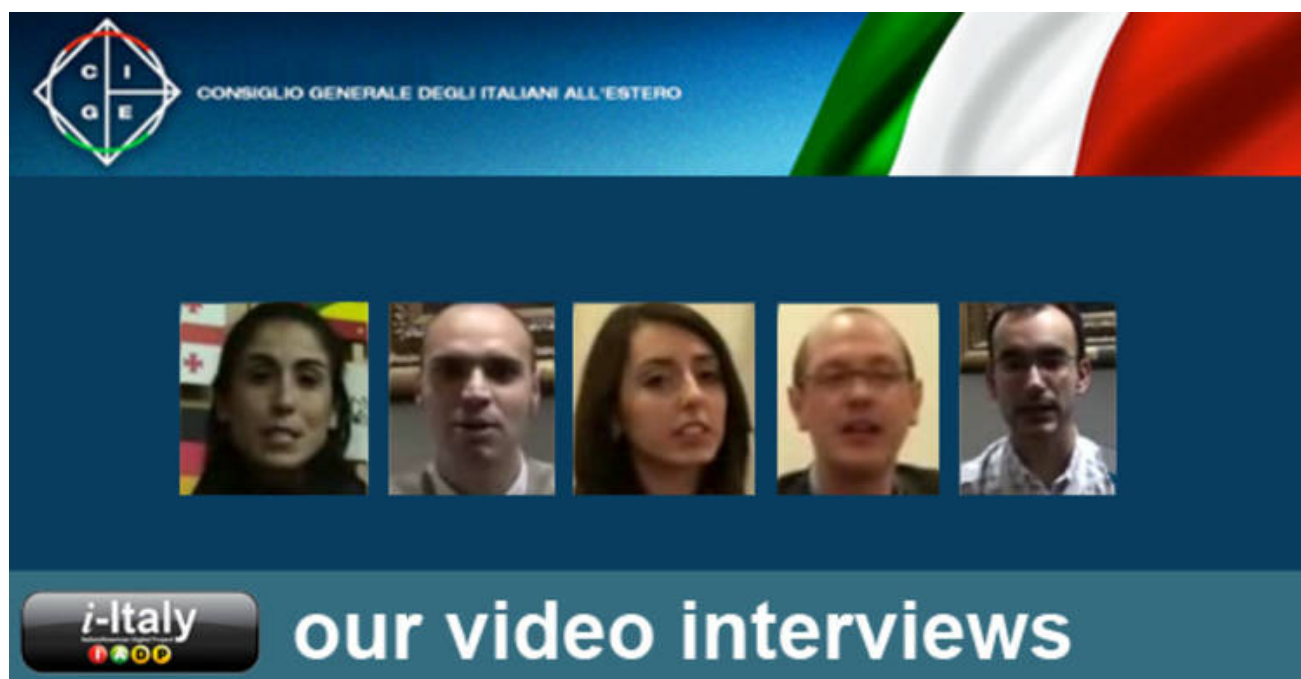 C I
G E
CONSIGLIO GENERALE DEGLI ITALIANI ALL'ESTERO
i-Italy
our video interviews